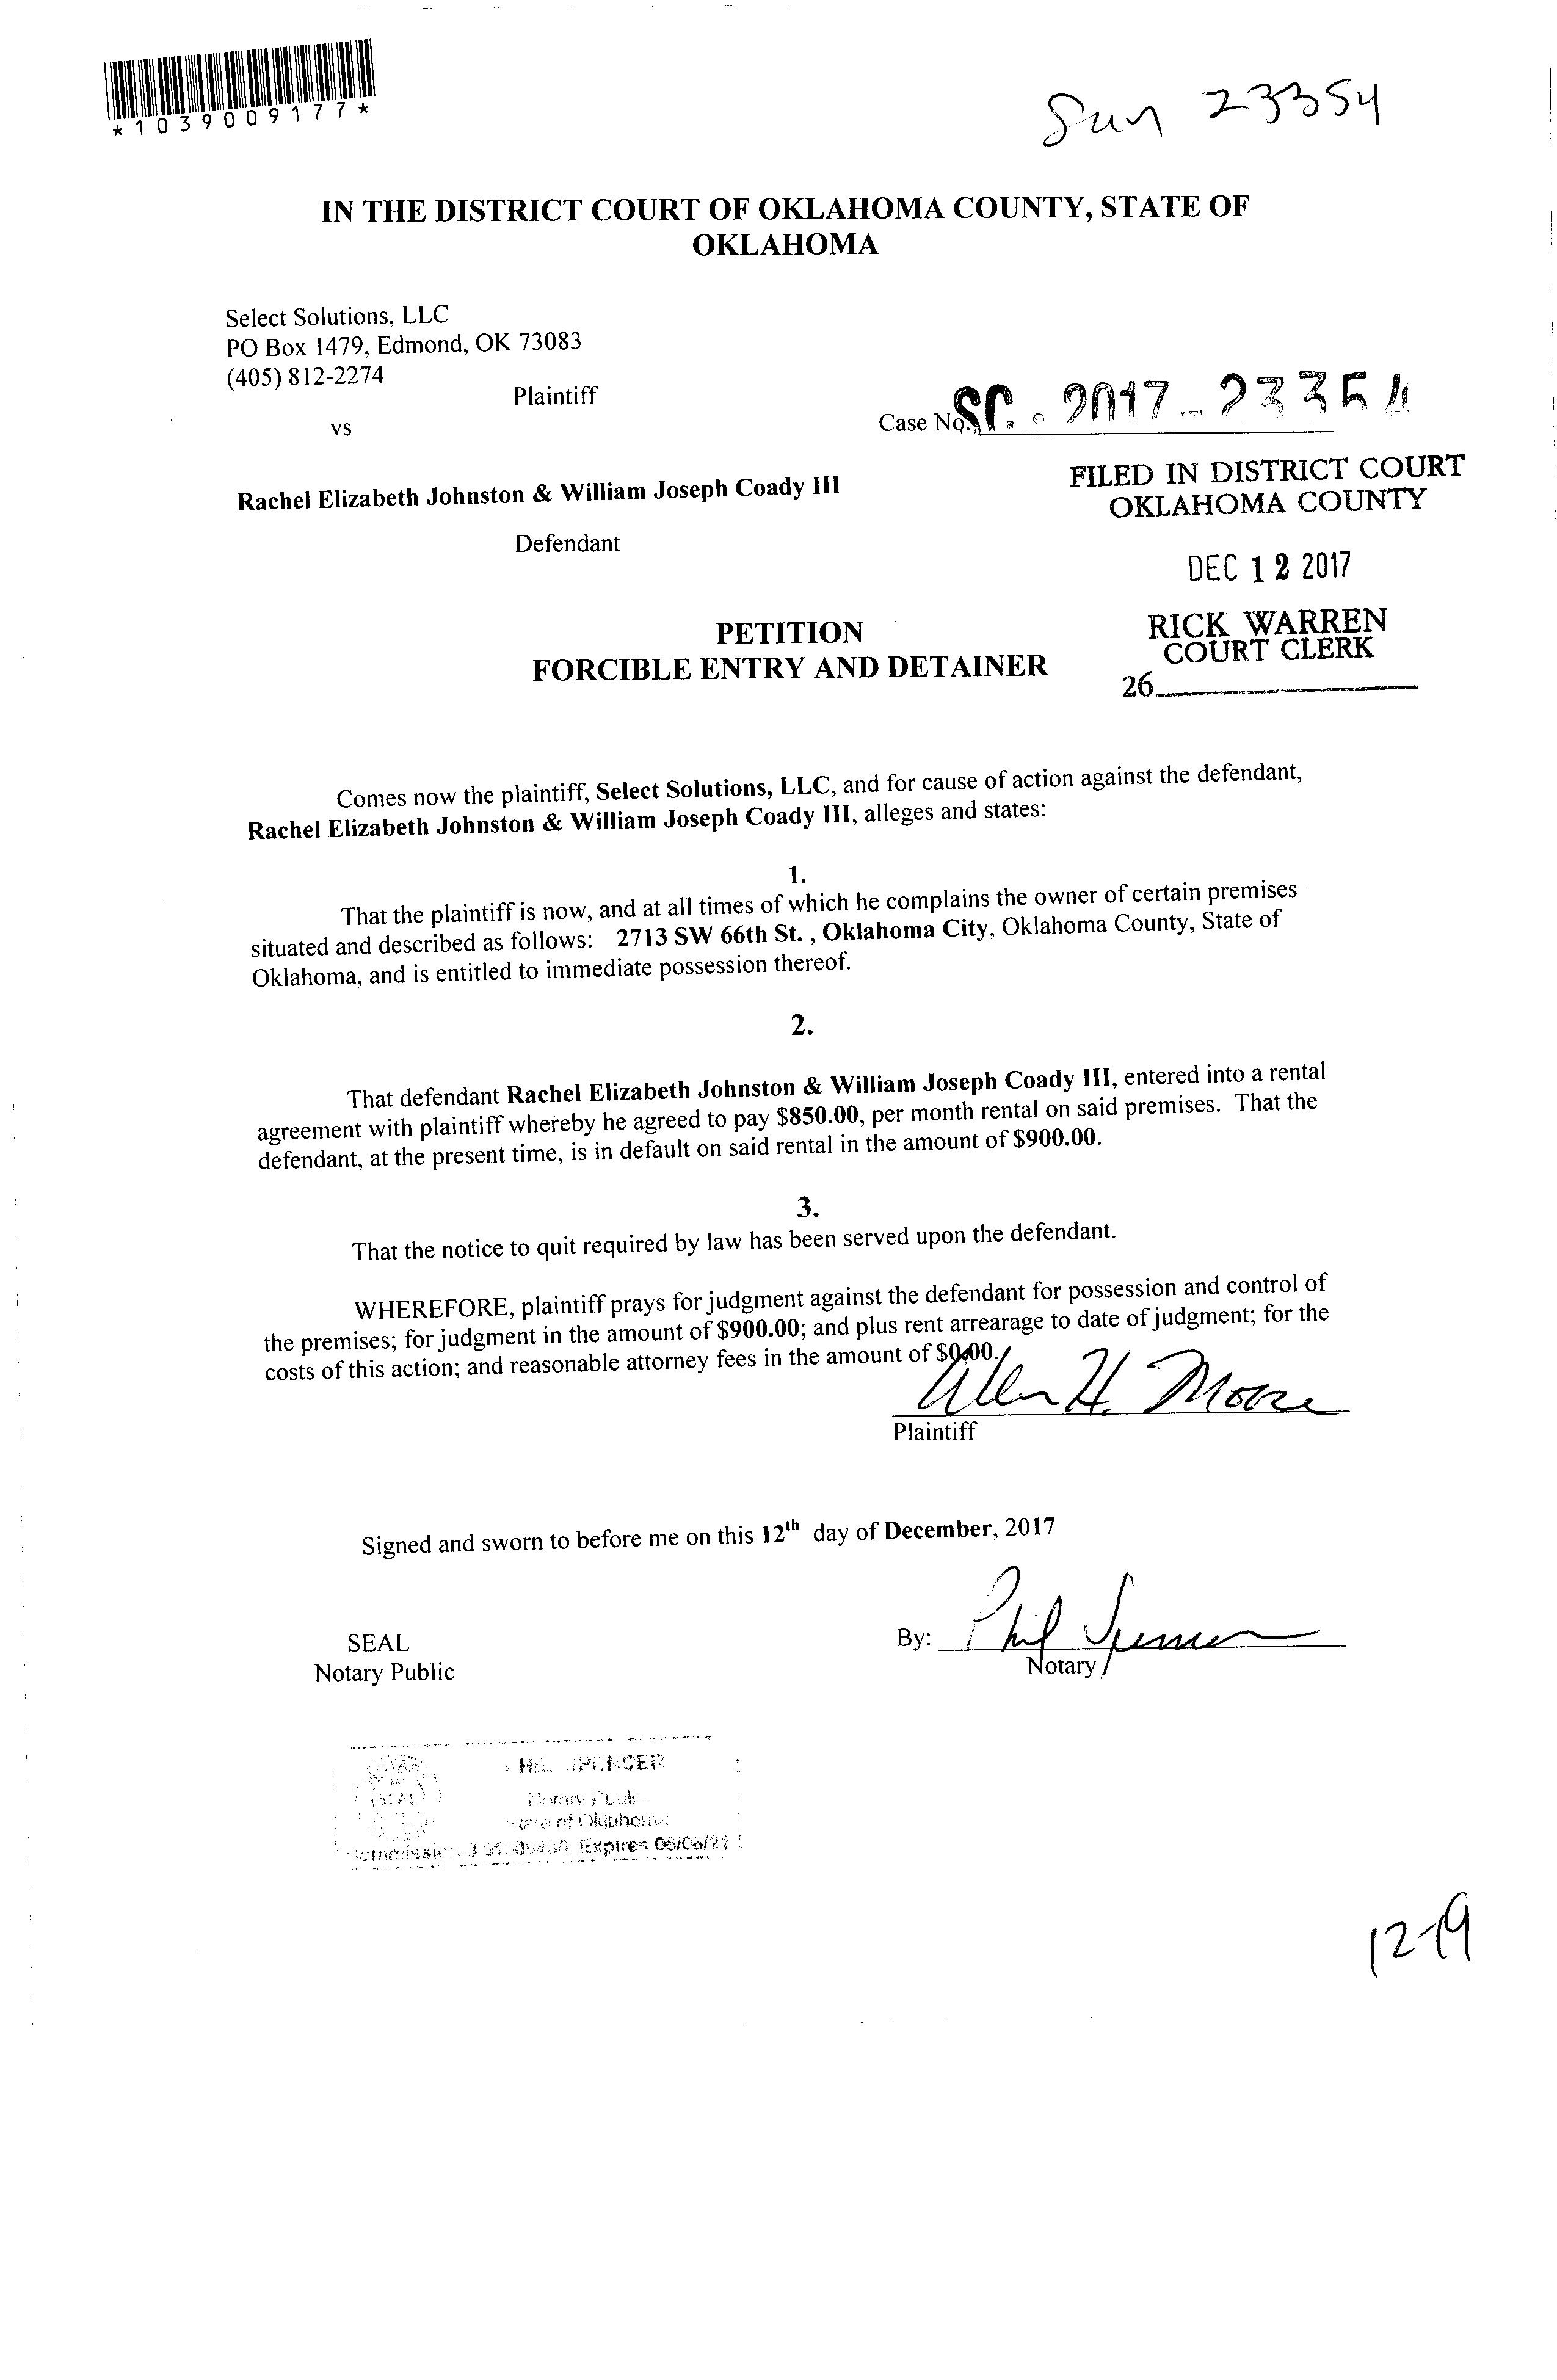 *1039009177*
Sun 23354
IN THE DISTRICT COURT OF OKLAHOMA COUNTY, STATE OF
OKLAHOMA
Select Solutions, LLC
PO Box 1479, Edmond, OK 73083
(405) 812-2274
Plaintiff
vs
Case No. SC - 2017 - 23354
Rachel Elizabeth Johnston & William Joseph Coady III
Defendant
FILED IN DISTRICT COURT
OKLAHOMA COUNTY
DEC 12 2017
RICK WARREN
COURT CLERK
26
PETITION
FORCIBLE ENTRY AND DETAINER
Comes now the plaintiff, Select Solutions, LLC, and for cause of action against the defendant,
Rachel Elizabeth Johnston & William Joseph Coady III, alleges and states:
1.
That the plaintiff is now, and at all times of which he complains the owner of certain premises
situated and described as follows: 2713 SW 66th St. , Oklahoma City, Oklahoma County, State of
Oklahoma, and is entitled to immediate possession thereof.
2.
That defendant Rachel Elizabeth Johnston & William Joseph Coady III, entered into a rental
agreement with plaintiff whereby he agreed to pay $850.00, per month rental on said premises. That the
defendant, at the present time, is in default on said rental in the amount of $900.00.
3.
That the notice to quit required by law has been served upon the defendant.
WHEREFORE, plaintiff prays for judgment against the defendant for possession and control of
the premises; for judgment in the amount of $900.00; and plus rent arrearage to date of judgment; for the
costs of this action; and reasonable attorney fees in the amount of $0.00.
Allen H. Moore
Plaintiff
Signed and sworn to before me on this 12th day of December, 2017
SEAL
Notary Public
By: Phil Spencer
Notary
SPENCER
Notary Public
State of Oklahoma
Commission Expires 06/06/21
12-19